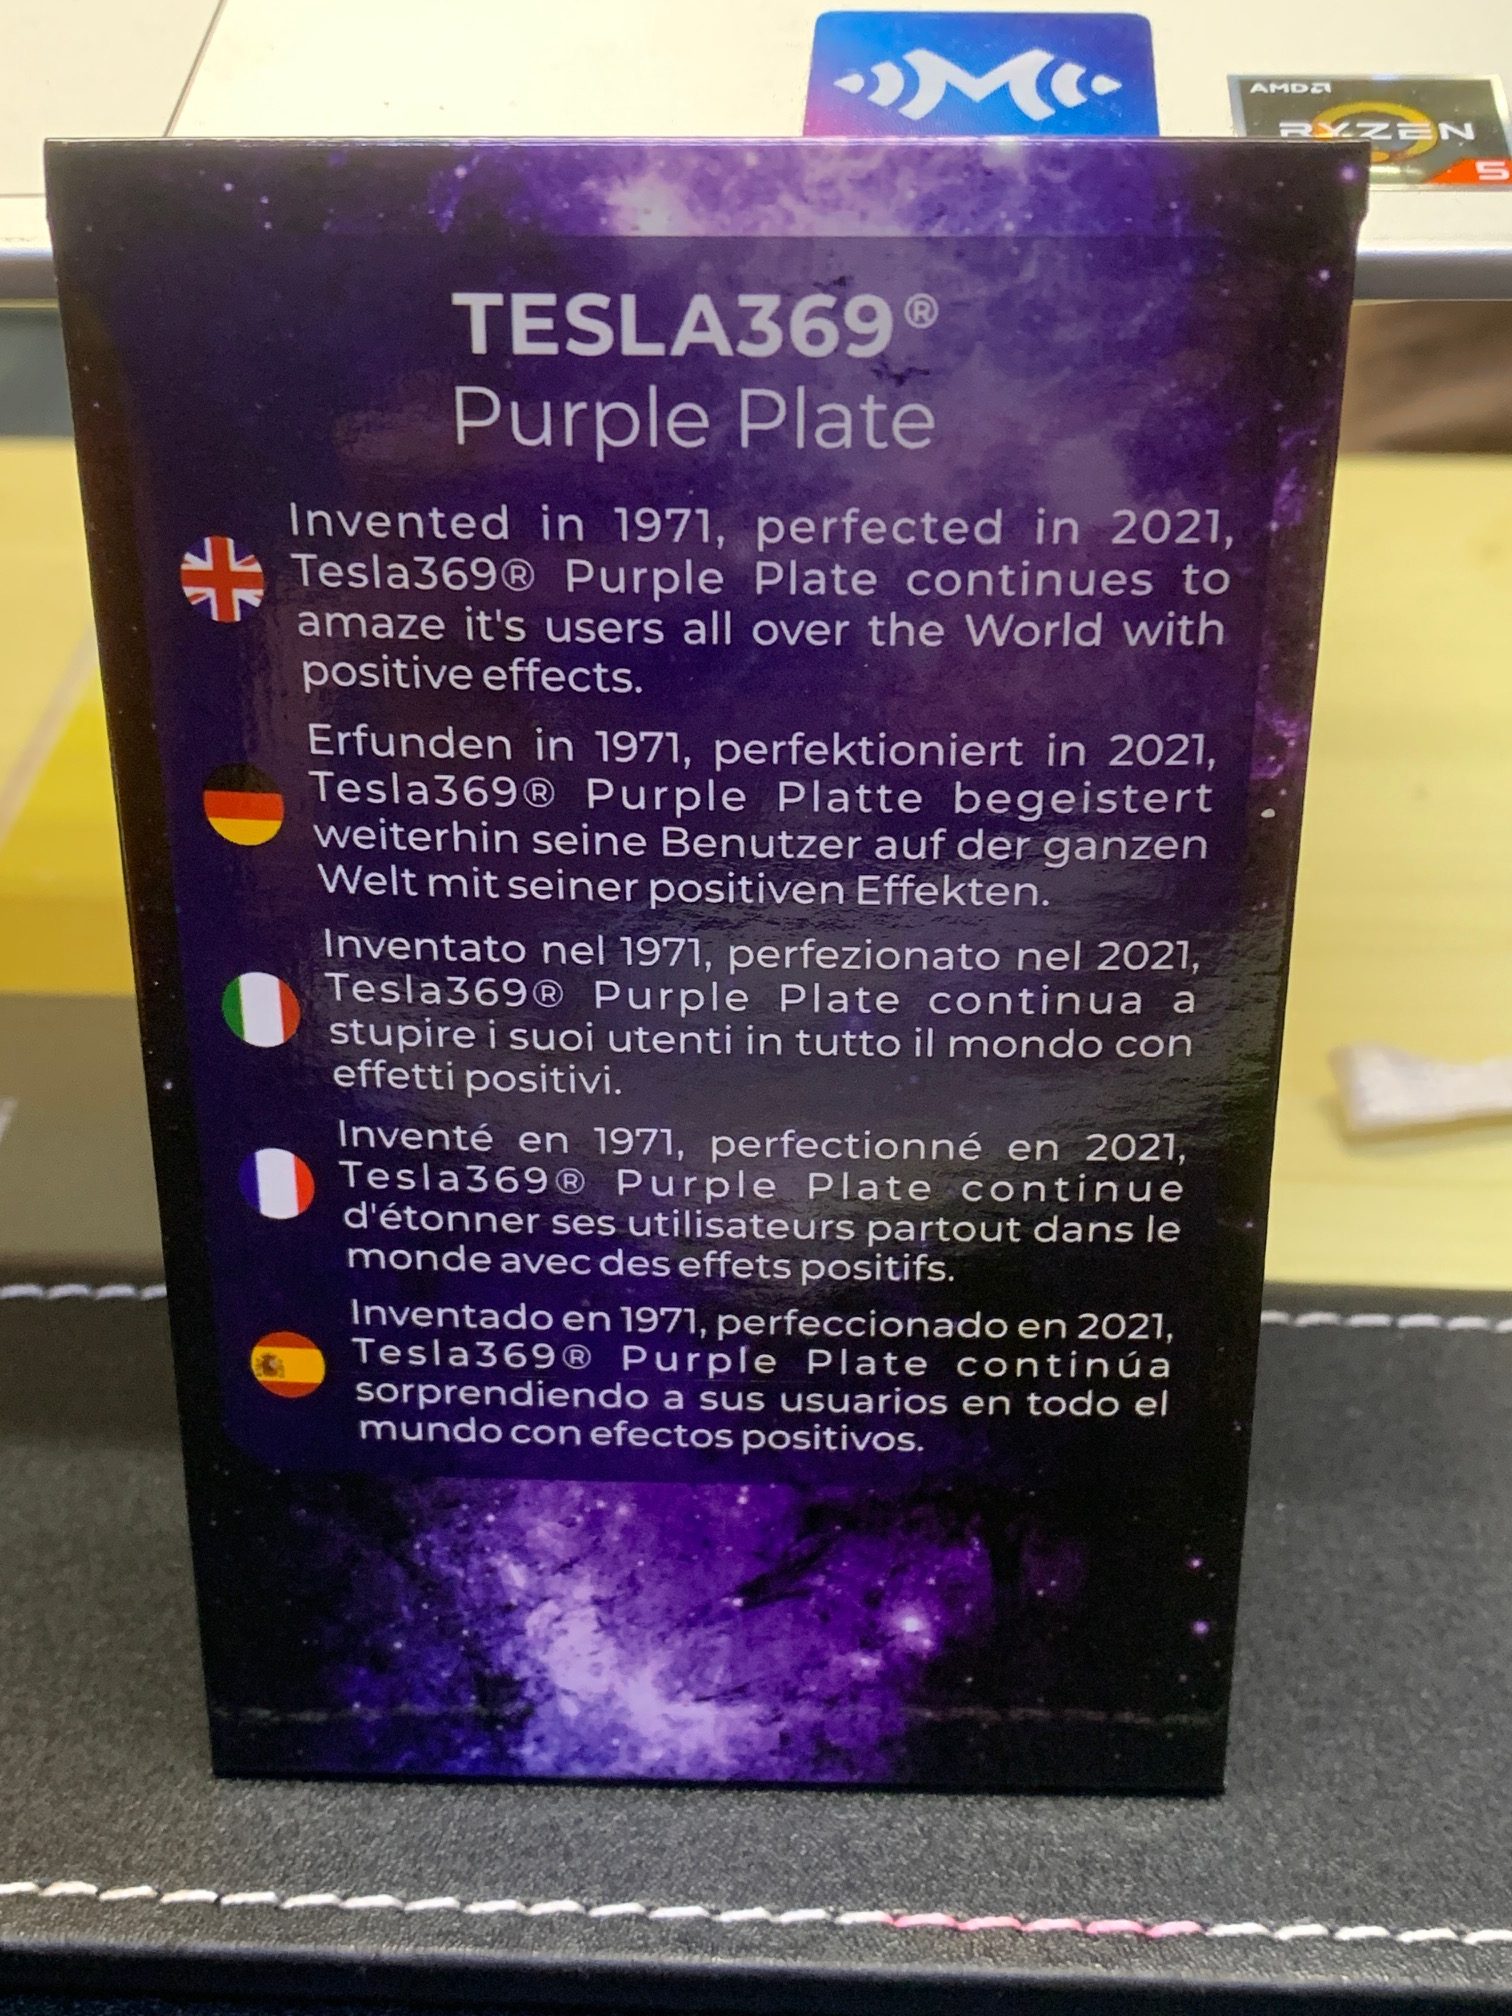 M
AMD
RYZEN
5
TESLA369®
Purple Plate
Invented in 1971, perfected in 2021,
Tesla369® Purple Plate continues to
amaze it's users all over the World with
positive effects.
Erfunden in 1971, perfektioniert in 2021,
Tesla369® Purple Platte begeistert
weiterhin seine Benutzer auf der ganzen
Welt mit seiner positiven Effekten.
Inventato nel 1971, perfezionato nel 2021,
Tesla369® Purple Plate continua a
stupire i suoi utenti in tutto il mondo con
effetti positivi.
Inventé en 1971, perfectionné en 2021,
Tesla369® Purple Plate continue
d'étonner ses utilisateurs partout dans le
monde avec des effets positifs.
Inventado en 1971, perfeccionado en 2021,
Tesla369® Purple Plate continúa
sorprendiendo a sus usuarios en todo el
mundo con efectos positivos.